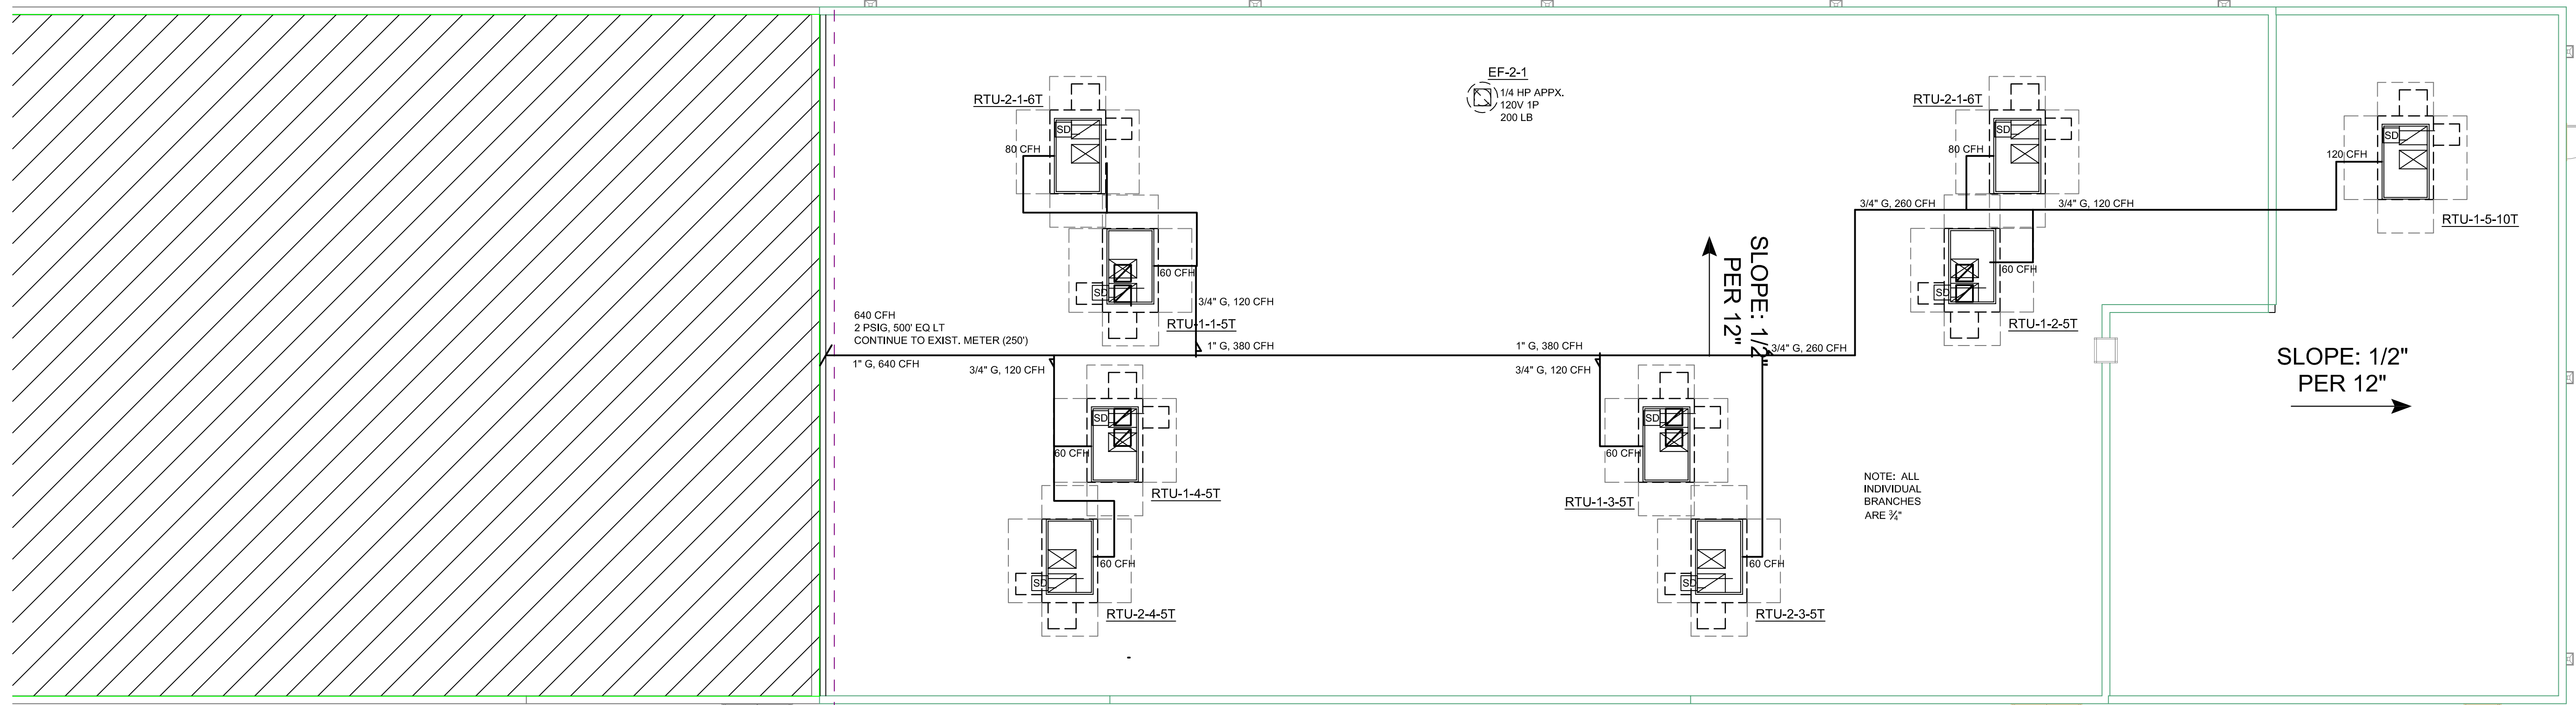 EF-2-1
1/4 HP APPX.
120V 1P
200 LB
RTU-2-1-6T
SD
80 CFH
60 CFH
SD
3/4" G, 120 CFH
RTU-1-1-5T
640 CFH
2 PSIG, 500' EQ LT
CONTINUE TO EXIST. METER (250')
1" G, 640 CFH
3/4" G, 120 CFH
1" G, 380 CFH
SD
60 CFH
RTU-1-4-5T
60 CFH
SD
RTU-2-4-5T
1" G, 380 CFH
3/4" G, 120 CFH
SD
60 CFH
RTU-1-3-5T
60 CFH
SD
RTU-2-3-5T
SLOPE: 1/2"
PER 12"
3/4" G, 260 CFH
RTU-2-1-6T
SD
80 CFH
3/4" G, 260 CFH
3/4" G, 120 CFH
60 CFH
SD
RTU-1-2-5T
SD
120 CFH
RTU-1-5-10T
SLOPE: 1/2"
PER 12"
NOTE: ALL
INDIVIDUAL
BRANCHES
ARE ¾"